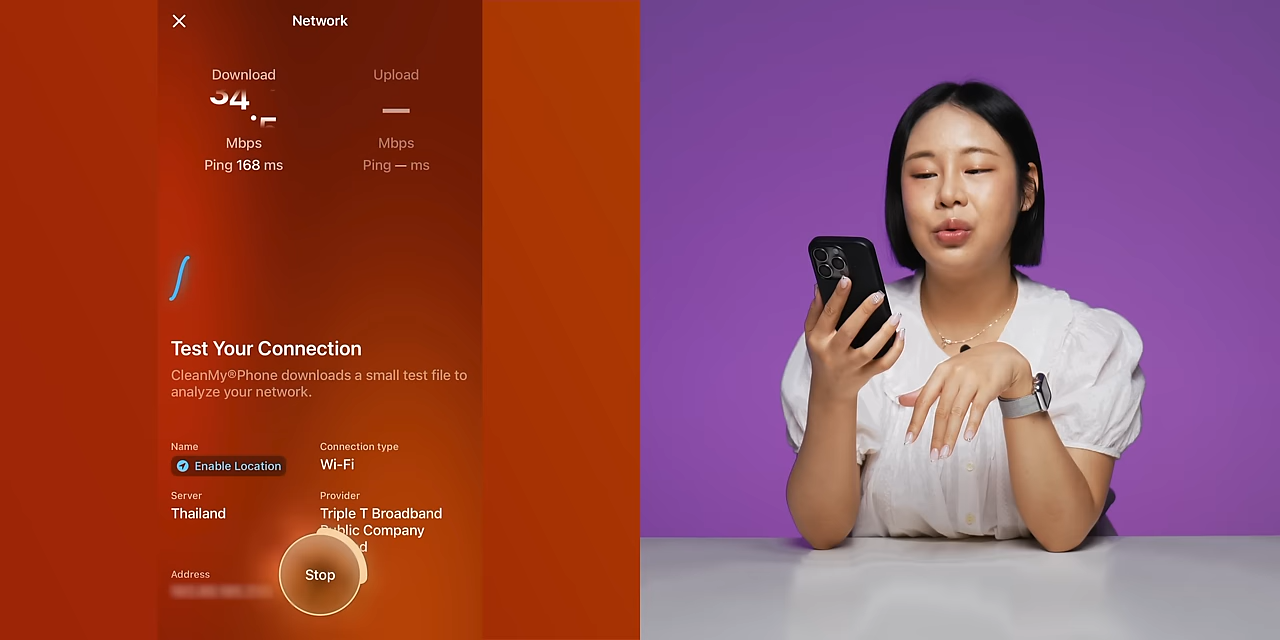 Network
Download
Upload
34.
—
Mbps
Mbps
Ping 168 ms
Ping — ms
Test Your Connection
CleanMy®Phone downloads a small test file to
analyze your network.
Name
Connection type
Enable Location
Wi-Fi
Server
Provider
Thailand
Triple T Broadband
Public Company
Stop
Address